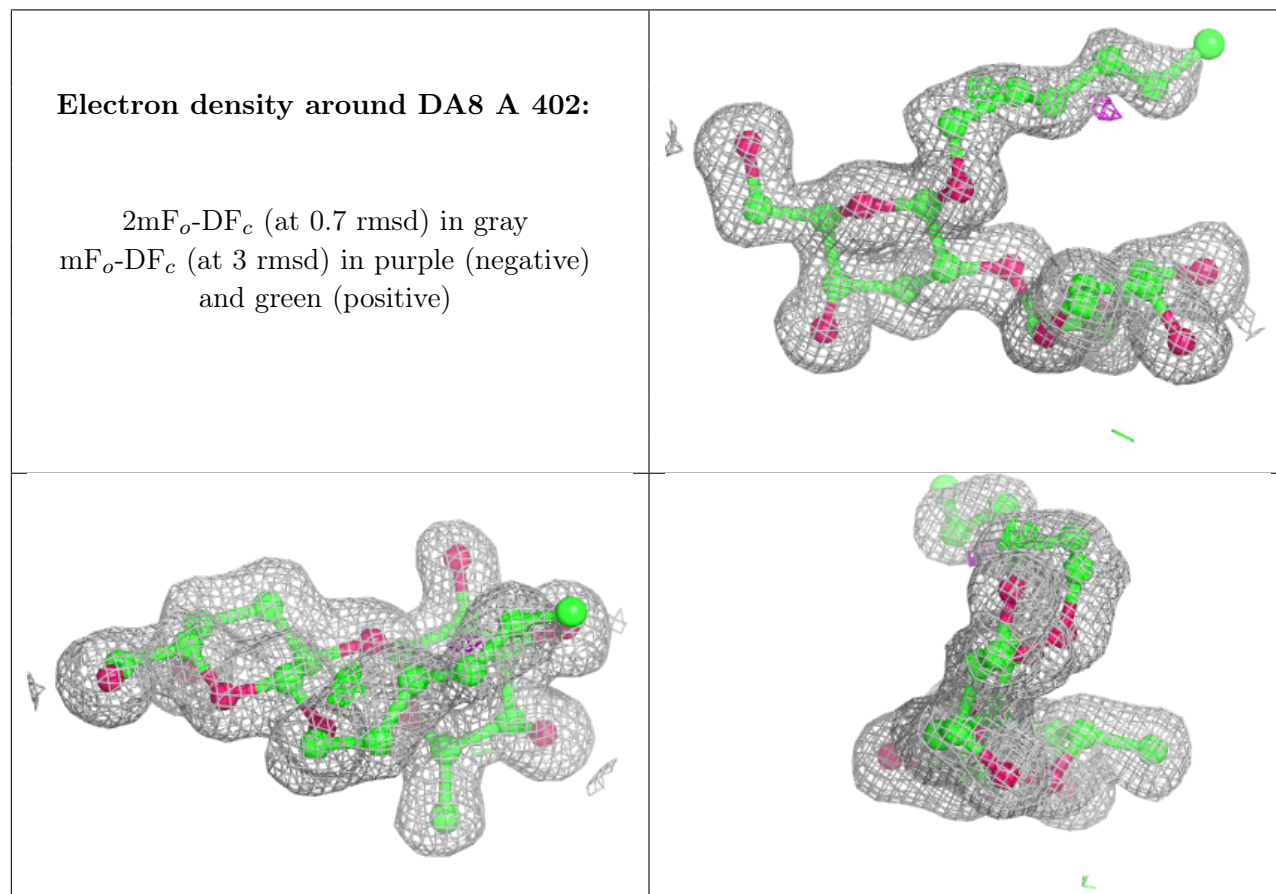 Electron density around DA8 A 402:
2mFₒ-DF𝑐 (at 0.7 rmsd) in gray
mFₒ-DF𝑐 (at 3 rmsd) in purple (negative)
and green (positive)